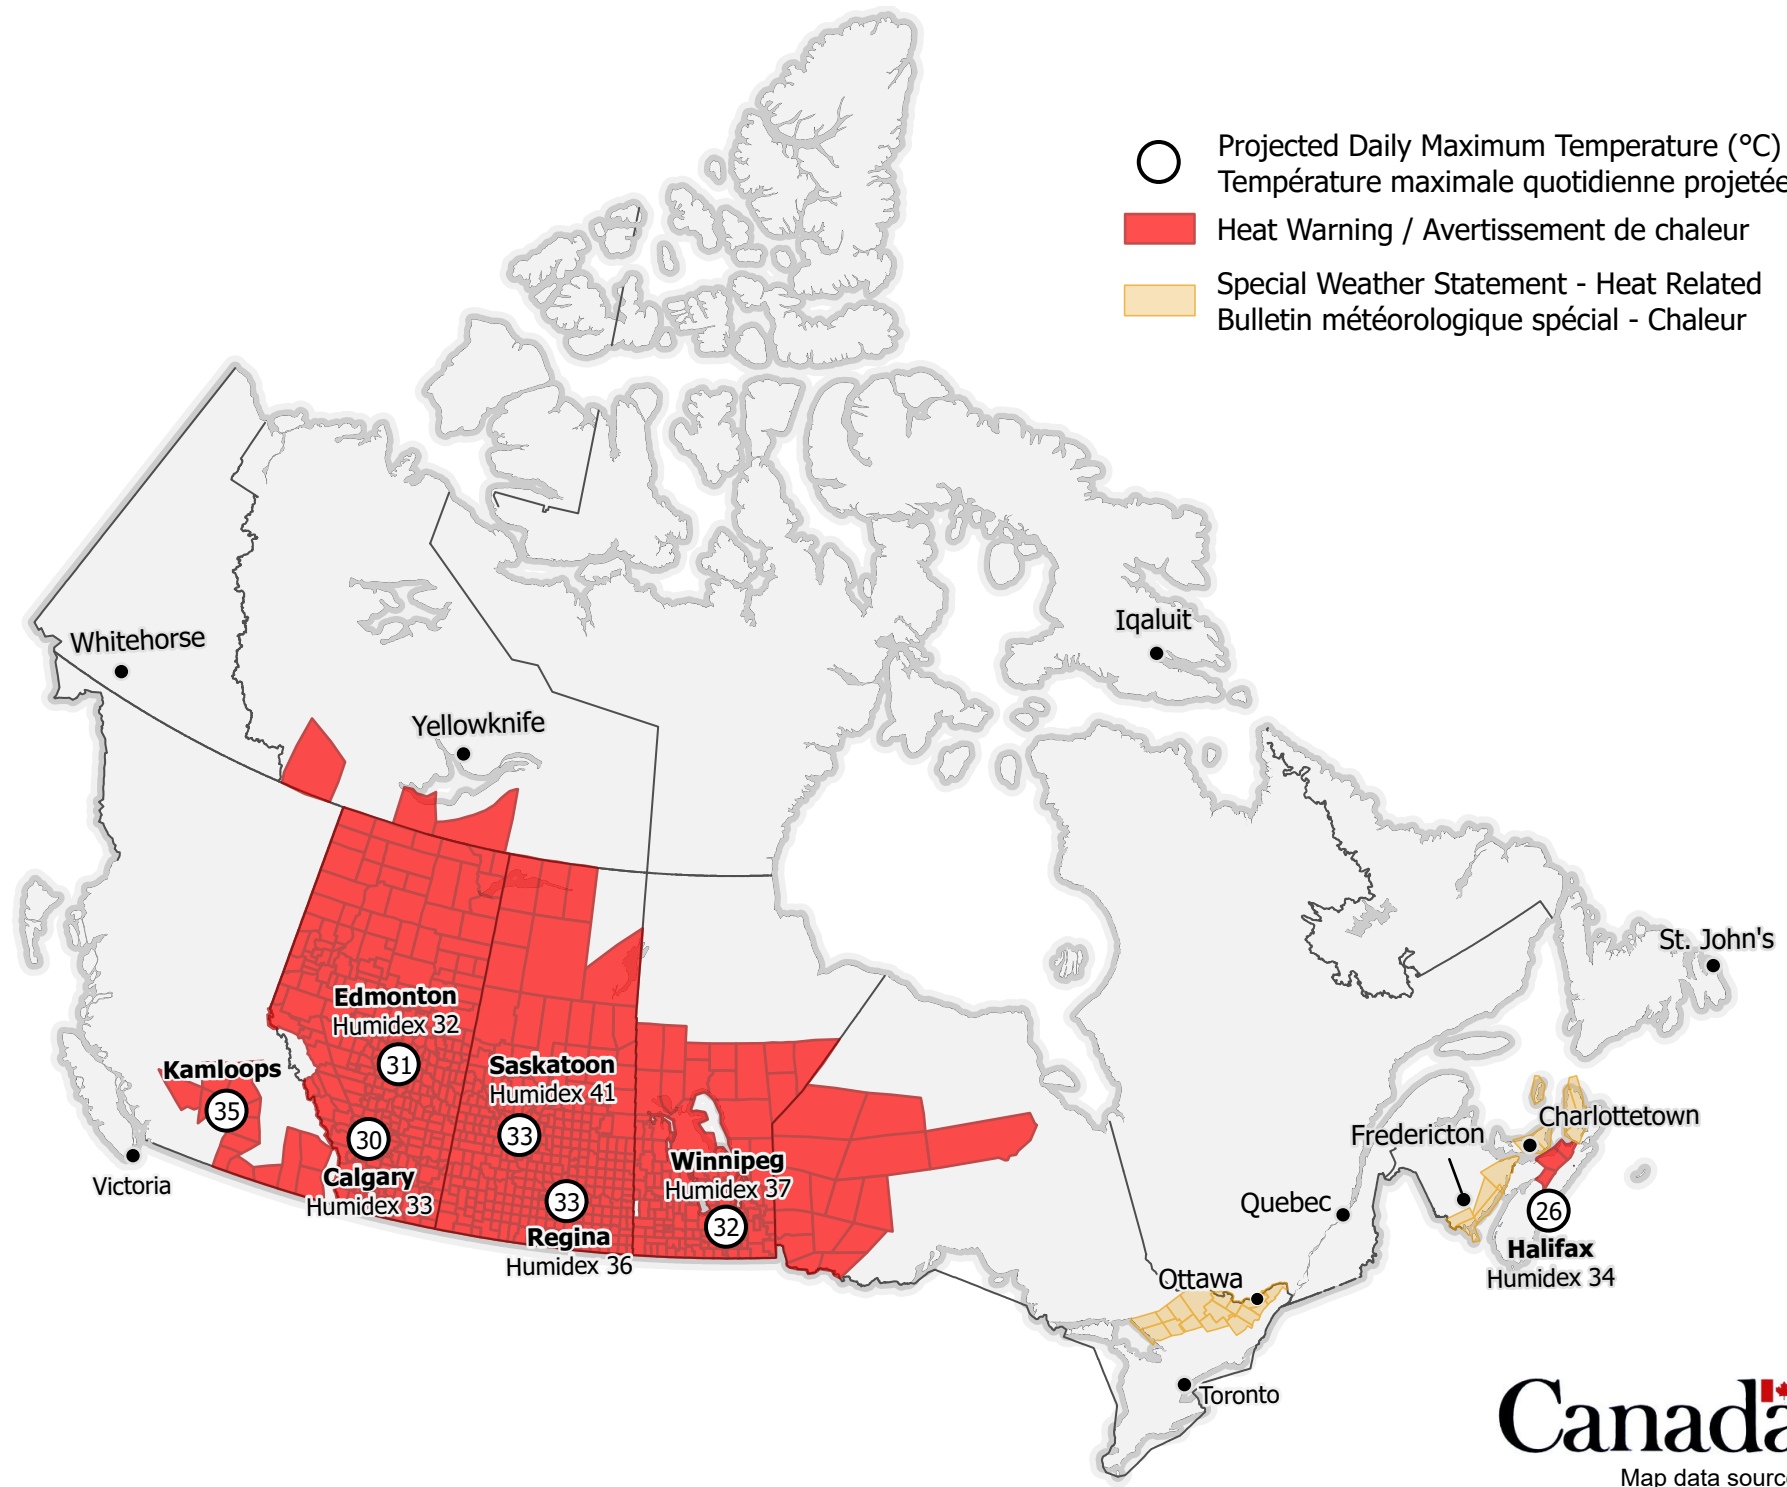 Projected Daily Maximum Temperature (°C)
Température maximale quotidienne projetée
Heat Warning / Avertissement de chaleur
Special Weather Statement - Heat Related
Bulletin météorologique spécial - Chaleur
Iqaluit
Whitehorse
Yellowknife
St. John's
Edmonton
Humidex 32
31
Kamloops
35
Saskatoon
Humidex 41
33
30
Calgary
Humidex 33
33
Regina
Humidex 36
Winnipeg
Humidex 37
32
Victoria
Charlottetown
Fredericton
Quebec
26
Halifax
Humidex 34
Ottawa
Toronto
Canada
Map data source